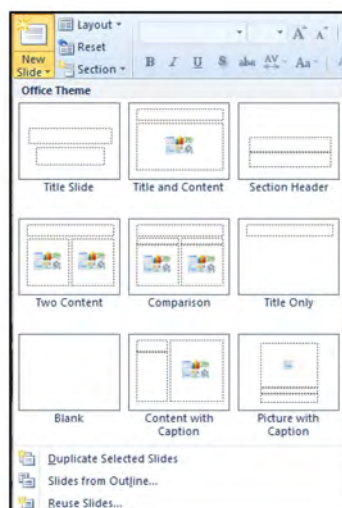 Layout
Reset
New
Slide
Section
B I U S abc AV Aa A
A A
Office Theme
Title Slide Title and Content Section Header
Two Content Comparison Title Only
Blank Content with Picture with
Caption Caption
Duplicate Selected Slides
Slides from Outline...
Reuse Slides...